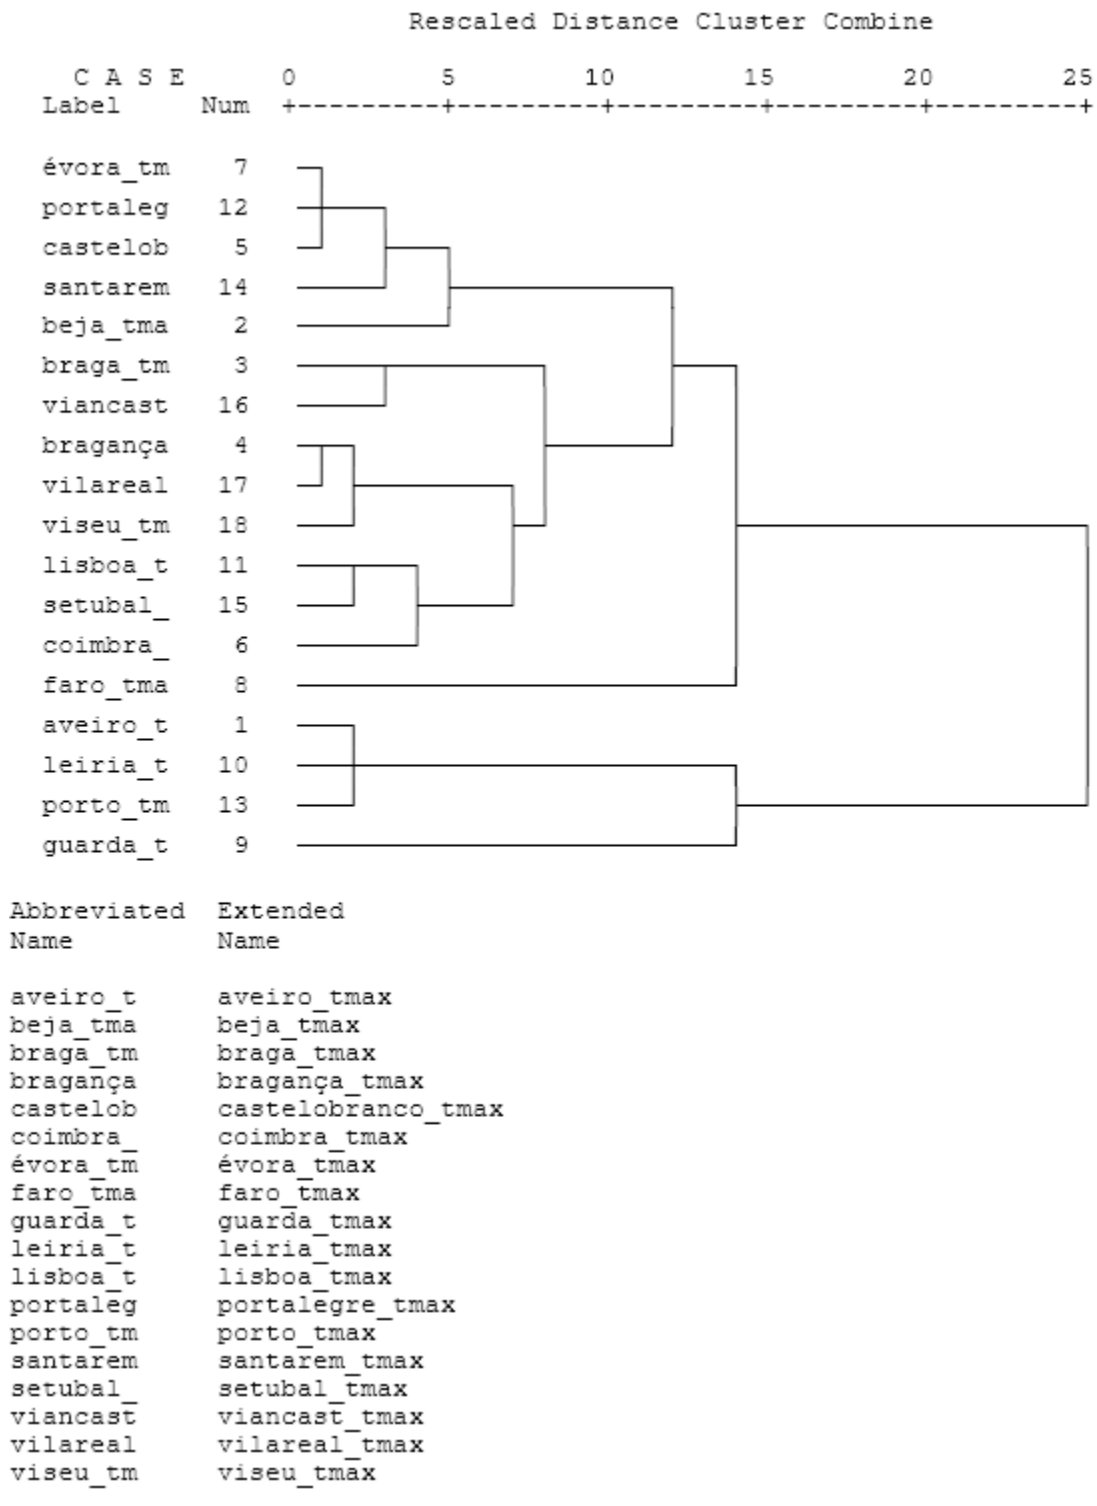 Rescaled Distance Cluster Combine
C A S E 0 5 10 15 20 25
Label Num +---------+---------+---------+---------+---------+
évora_tm 7
portaleg 12
castelob 5
santarem 14
beja_tma 2
braga_tm 3
viancast 16
bragança 4
vilareal 17
viseu_tm 18
lisboa_t 11
setubal_ 15
coimbra_ 6
faro_tma 8
aveiro_t 1
leiria_t 10
porto_tm 13
guarda_t 9
Abbreviated Extended
Name Name
aveiro_t aveiro_tmax
beja_tma beja_tmax
braga_tm braga_tmax
bragança bragança_tmax
castelob castelobranco_tmax
coimbra_ coimbra_tmax
évora_tm évora_tmax
faro_tma faro_tmax
guarda_t guarda_tmax
leiria_t leiria_tmax
lisboa_t lisboa_tmax
portaleg portalegre_tmax
porto_tm porto_tmax
santarem santarem_tmax
setubal_ setubal_tmax
viancast viancast_tmax
vilareal vilareal_tmax
viseu_tm viseu_tmax